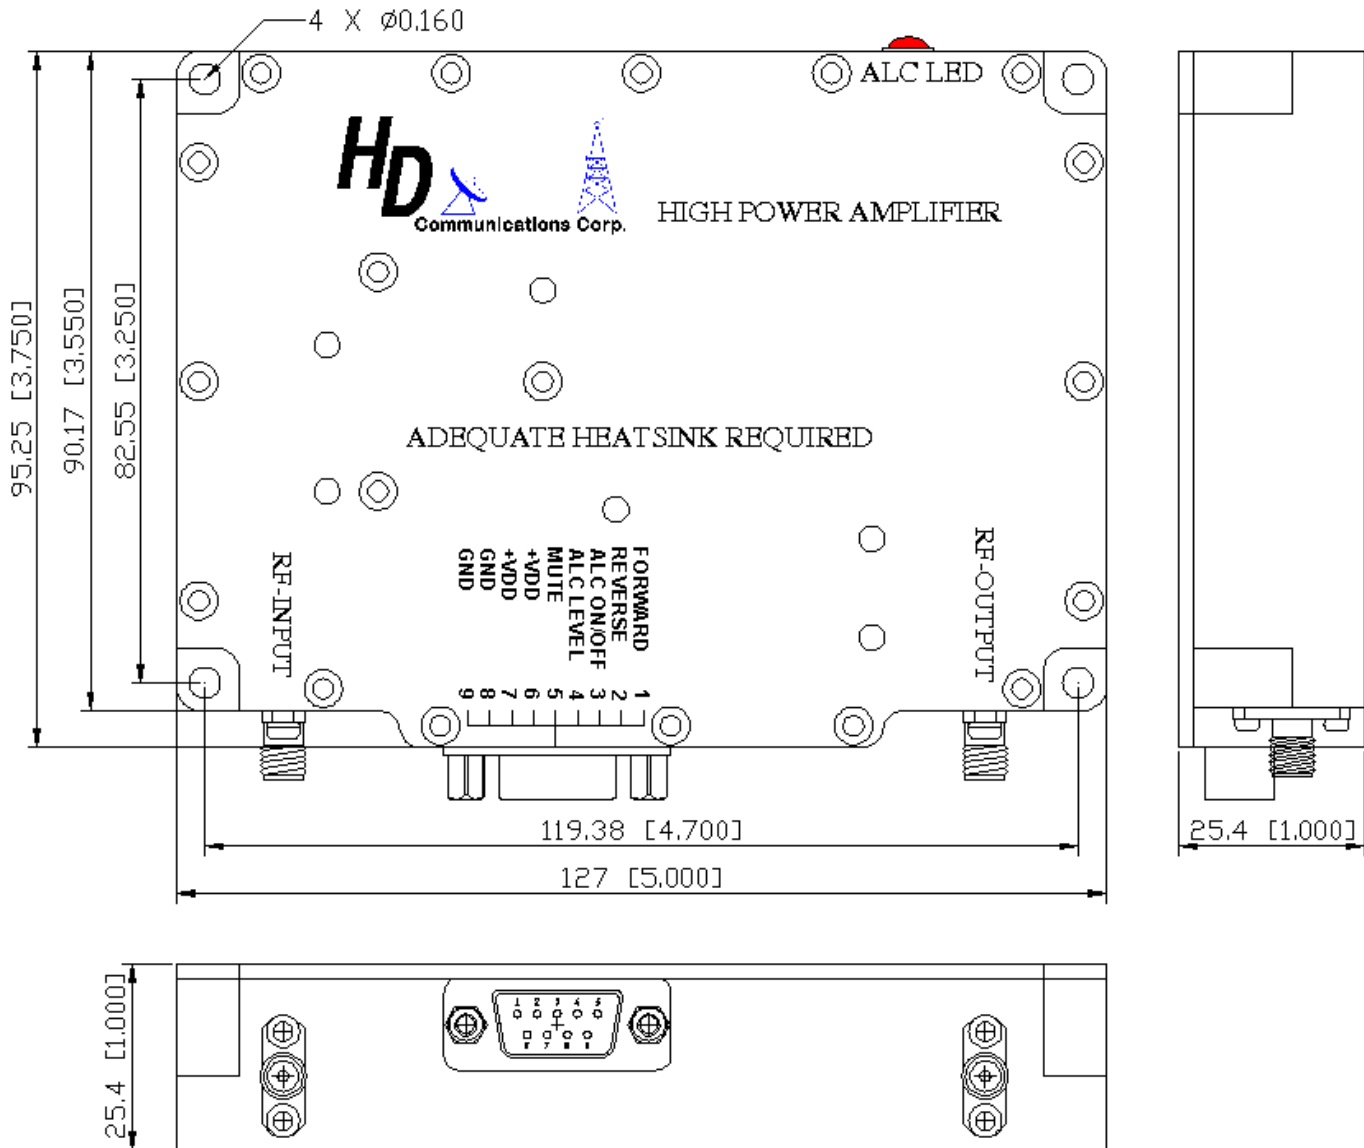 4 X Ø0.160
ALC LED
HD
Communications Corp.
HIGH POWER AMPLIFIER
95.25 [3.750]
90.17 [3.550]
82.55 [3.250]
ADEQUATE HEATSINK REQUIRED
RF-INPUT
GND
GND
+VDD
+VDD
MUTE
ALC LEVEL
ALC ON/OFF
REVERSE
FORWARD
RF-OUTPUT
9 8 7 6 5 4 3 2 1
119.38 [4.700]
127 [5.000]
25.4 [1.000]
25.4 [1.000]
1 2 3 4 5
6 7 8 9